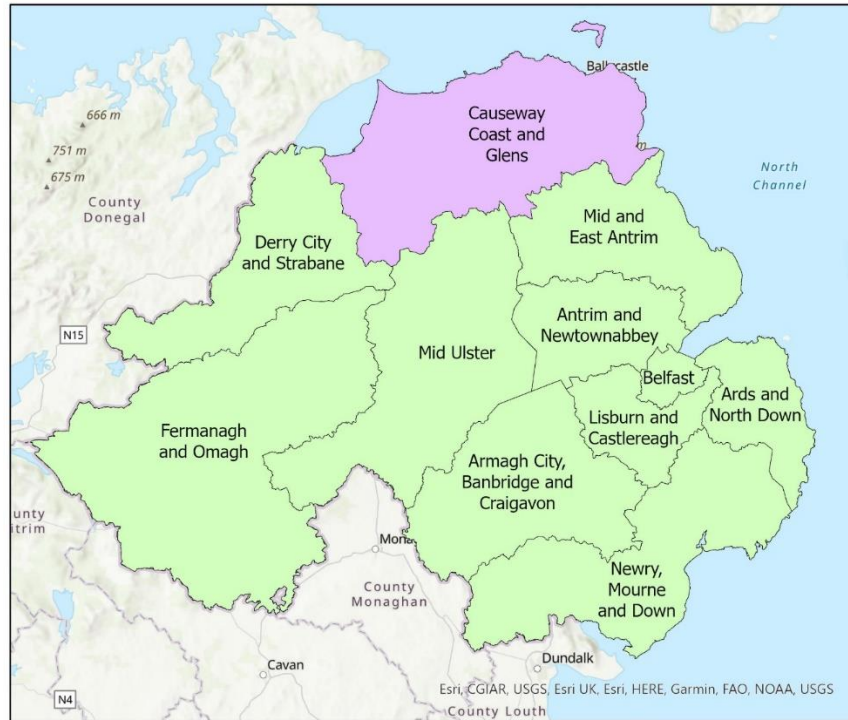 Ballycastle
Causeway
Coast and
Glens
666 m
751 m
675 m
County
Donegal
m
North
Channel
Mid and
East Antrim
Derry City
and Strabane
Antrim and
Newtownabbey
N15
Mid Ulster
Belfast
Ards and
North Down
Lisburn and
Castlereagh
Fermanagh
and Omagh
Armagh City,
Banbridge and
Craigavon
ounty
itrim
Mona
Newry,
Mourne
and Down
County
Monaghan
Cavan
Dundalk
N4
Esri, CGIAR, USGS, Esri UK, Esri, HERE, Garmin, FAO, NOAA, USGS
County Louth